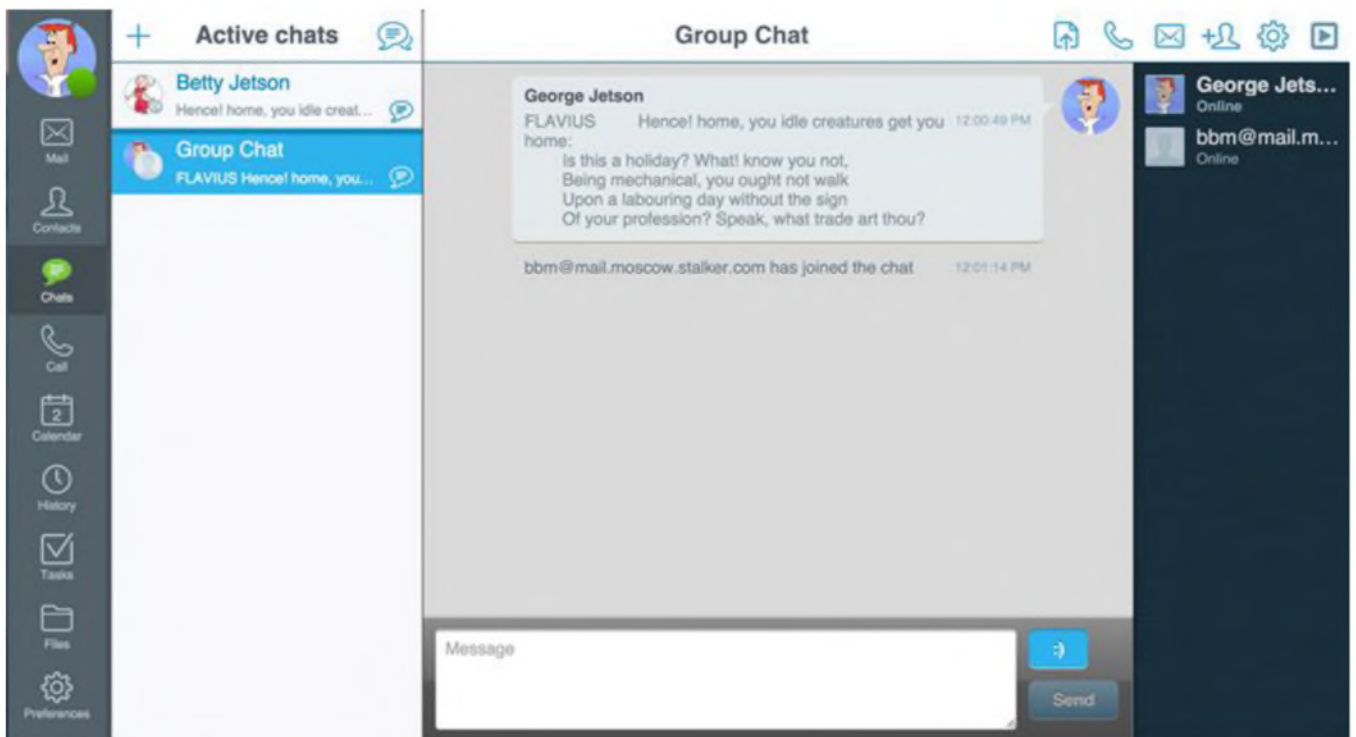 Mail
Contacts
Chats
Call
2
Calendar
History
Tasks
Files
Preferences
Active chats
Betty Jetson
Hence! home, you idle creat...
Group Chat
FLAVIUS Hence! home, you...
Group Chat
George Jetson
FLAVIUS Hence! home, you idle creatures get you 12:00:49 PM
home:
Is this a holiday? What! know you not,
Being mechanical, you ought not walk
Upon a labouring day without the sign
Of your profession? Speak, what trade art thou?
bbm@mail.moscow.stalker.com has joined the chat 12:01:14 PM
Message
:)
Send
George Jets...
Online
bbm@mail.m...
Online